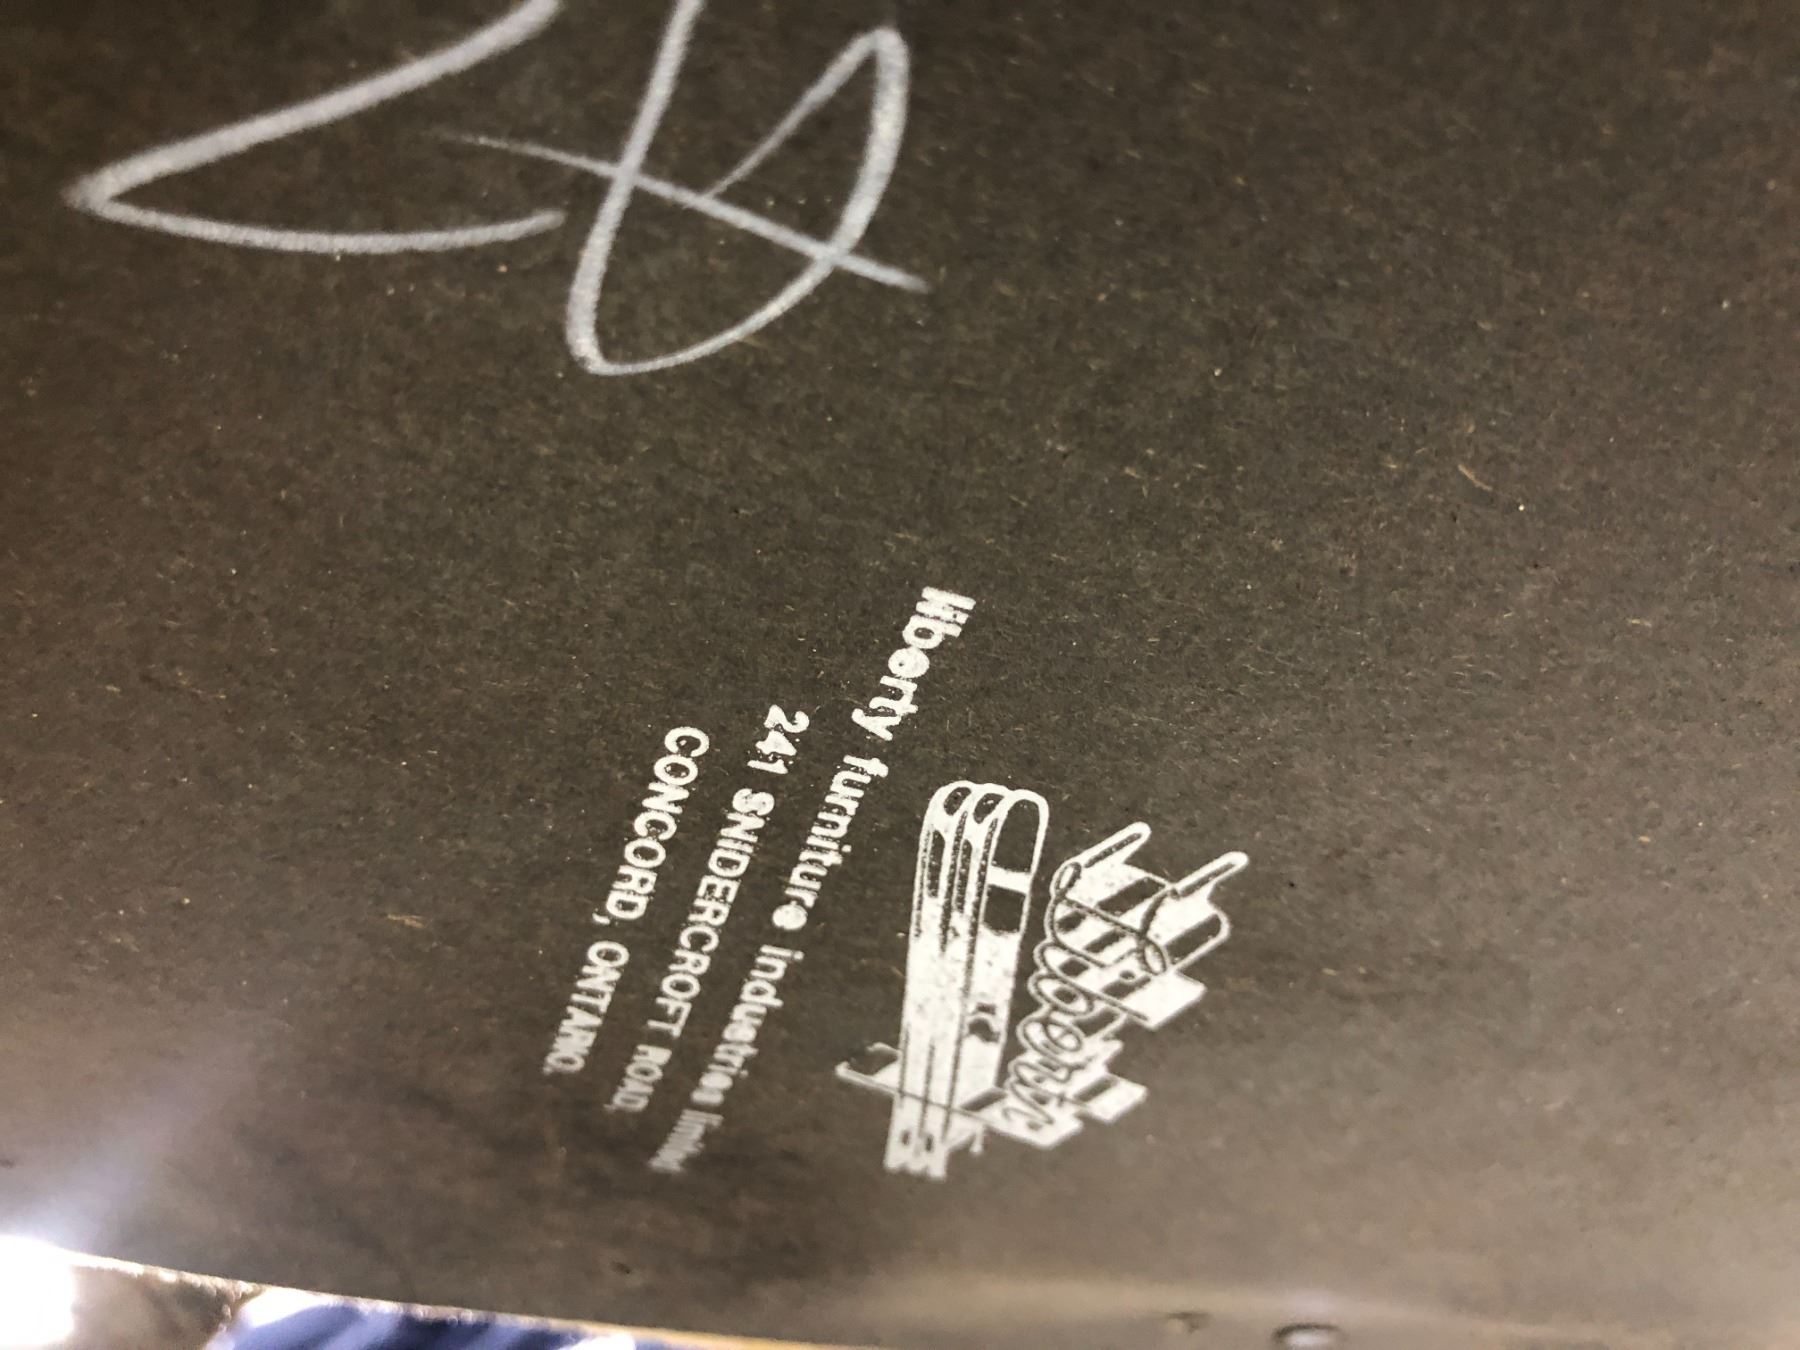 liberty furniture industries limited
241 SNIDERCROFT ROAD,
CONCORD, ONTARIO.